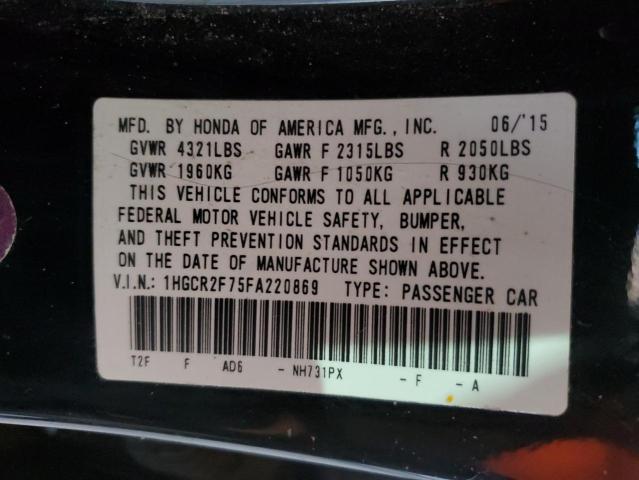 MFD. BY HONDA OF AMERICA MFG., INC. 06/'15
GVWR 4321LBS GAWR F 2315LBS R 2050LBS
GVWR 1960KG GAWR F 1050KG R 930KG
THIS VEHICLE CONFORMS TO ALL APPLICABLE
FEDERAL MOTOR VEHICLE SAFETY, BUMPER,
AND THEFT PREVENTION STANDARDS IN EFFECT
ON THE DATE OF MANUFACTURE SHOWN ABOVE.
V.I.N.: 1HGCR2F75FA220869 TYPE: PASSENGER CAR
T2F F AD6 - NH731PX - F - A